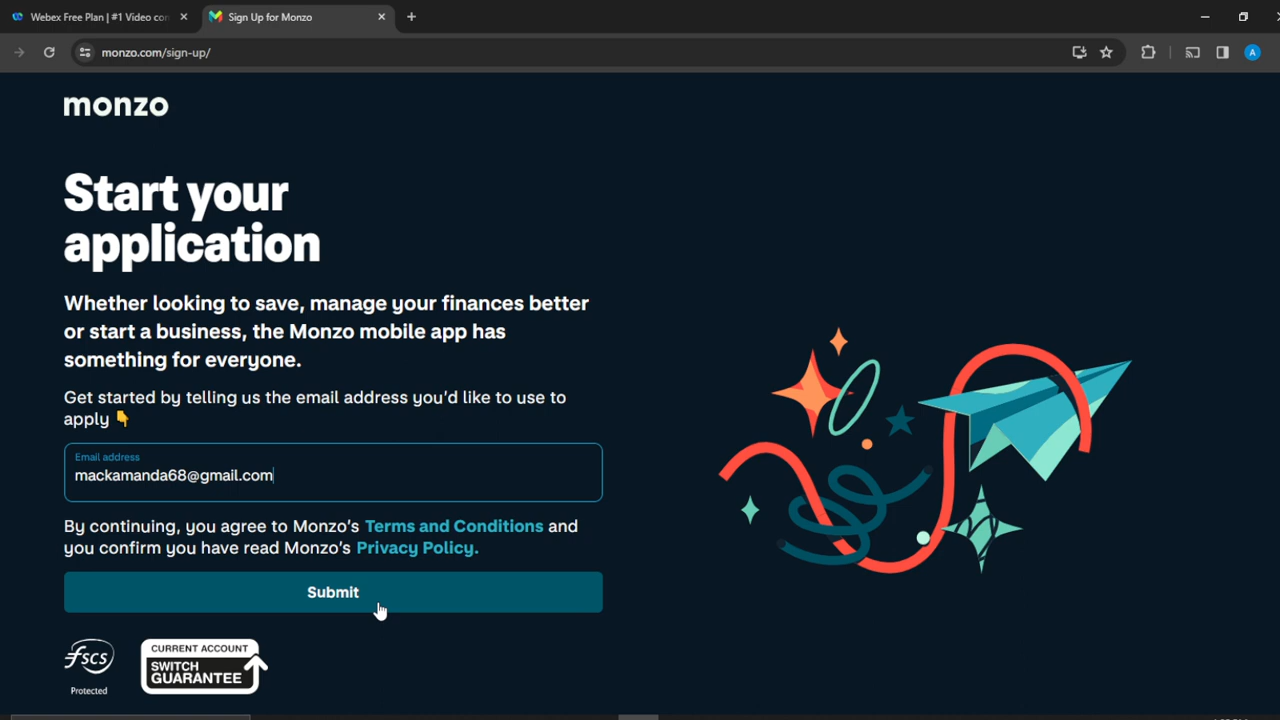 Webex Free Plan | #1 Video con
Sign Up for Monzo
monzo.com/sign-up/
A
monzo
Start your
application
Whether looking to save, manage your finances better
or start a business, the Monzo mobile app has
something for everyone.
Get started by telling us the email address you'd like to use to
apply 👇
Email address
mackamanda68@gmail.com
By continuing, you agree to Monzo's Terms and Conditions and
you confirm you have read Monzo's Privacy Policy.
Submit
fscs
Protected
CURRENT ACCOUNT
SWITCH
GUARANTEE